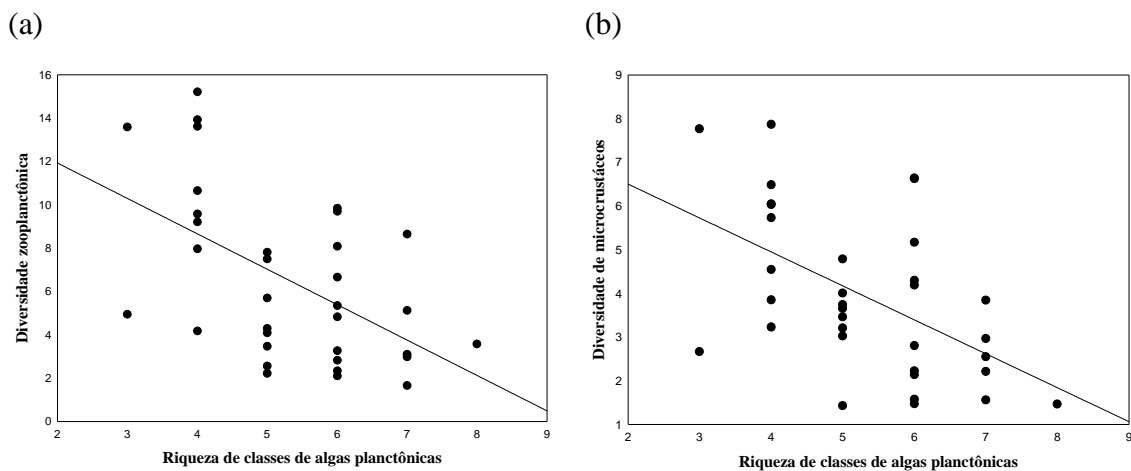 (a)
16
14
12
10
8
6
4
2
0
Diversidade zooplanctônica
2 3 4 5 6 7 8 9
Riqueza de classes de algas planctônicas
(b)
9
8
7
6
5
4
3
2
1
Diversidade de microcrustáceos
2 3 4 5 6 7 8 9
Riqueza de classes de algas planctônicas